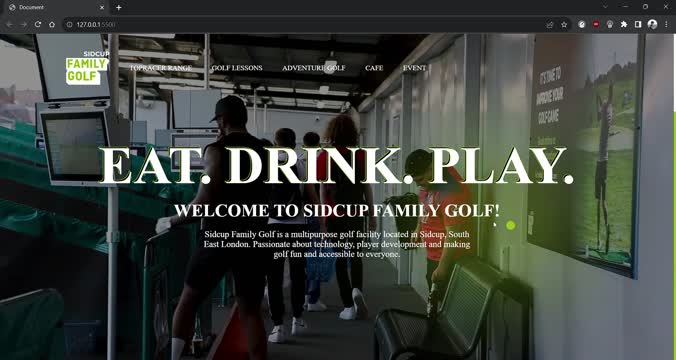 Document
127.0.0.1:5500
SIDCUP
FAMILY
GOLF
TOPRACER RANGE
GOLF LESSONS
ADVENTURE GOLF
CAFE
EVENT
IT'S TIME TO
IMPROVE YOUR
GOLF GAME
EAT. DRINK. PLAY.
WELCOME TO SIDCUP FAMILY GOLF!
Sidcup Family Golf is a multipurpose golf facility located in Sidcup, South
East London. Passionate about technology, player development and making
golf fun and accessible to everyone.